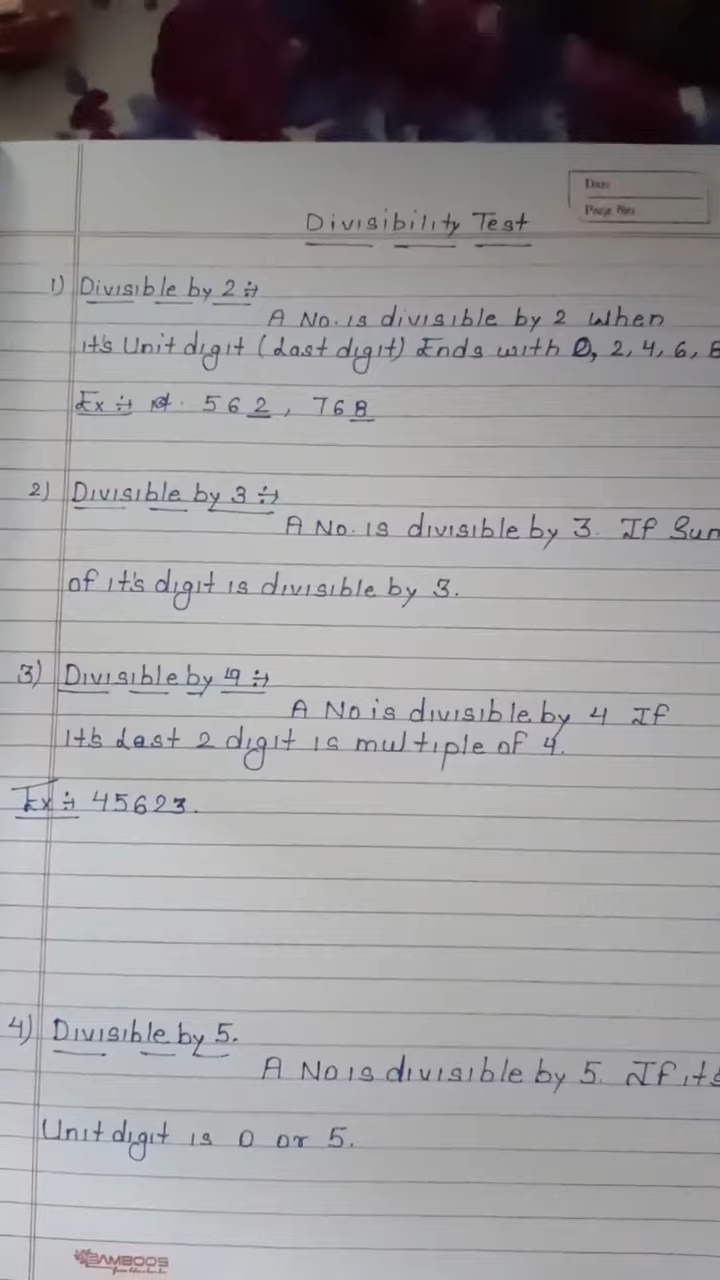 Date
Page No.
Divisibility Test
1) Divisible by 2 :→
A No. is divisible by 2 when
it's Unit digit (Last digit) Ends with 0, 2, 4, 6, 8
Ex :→ 562, 768
2) Divisible by 3 :→
A No. is divisible by 3. If Sum
of it's digit is divisible by 3.
3) Divisible by 4 :→
A No is divisible by 4 If
It's Last 2 digit is multiple of 4.
Ex :→ 45623.
4) Divisible by 5.
A No is divisible by 5. If its
Unit digit is 0 or 5.
BAMBOOS